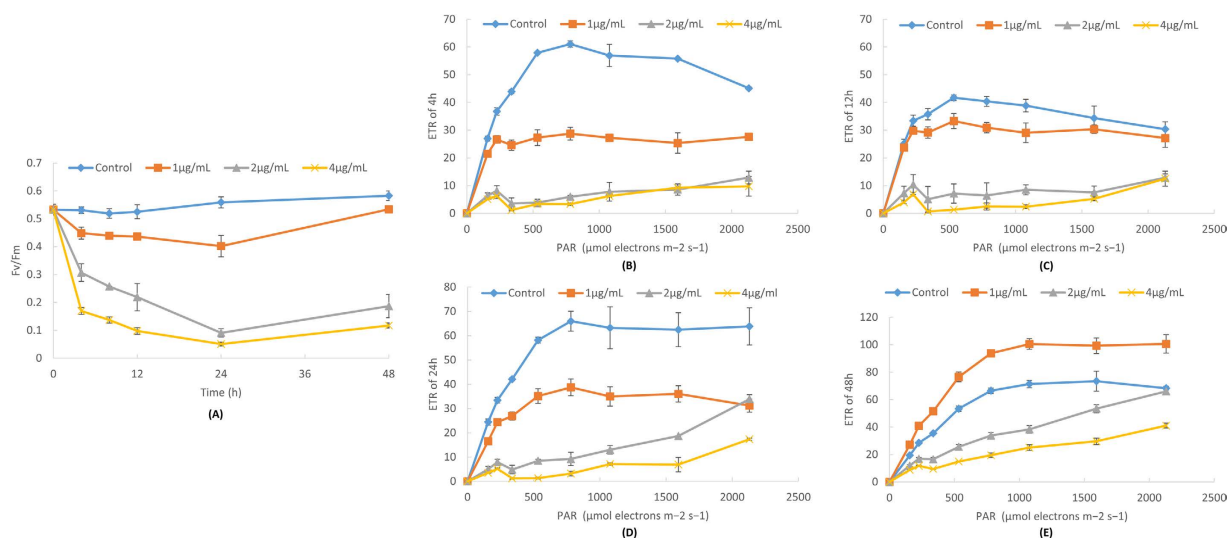 Control 1µg/mL 2µg/mL 4µg/mL
0.7
0.6
0.5
0.4
0.3
0.2
0.1
0
Fv/Fm
0 12 24 36 48
Time (h)
(A)
Control 1µg/mL 2µg/mL 4µg/mL
70
60
50
40
30
20
10
0
ETR of 4h
0 500 1000 1500 2000 2500
PAR (µmol electrons m−2 s−1)
(B)
Control 1µg/mL 2µg/mL 4µg/mL
70
60
50
40
30
20
10
0
ETR of 12h
0 500 1000 1500 2000 2500
PAR (µmol electrons m−2 s−1)
(C)
Control 1µg/mL 2µg/mL 4µg/ml
80
70
60
50
40
30
20
10
0
ETR of 24h
0 500 1000 1500 2000 2500
PAR (µmol electrons m−2 s−1)
(D)
Control 1µg/mL 2µg/mL 4µg/mL
120
100
80
60
40
20
0
ETR of 48h
0 500 1000 1500 2000 2500
PAR (µmol electrons m−2 s−1)
(E)